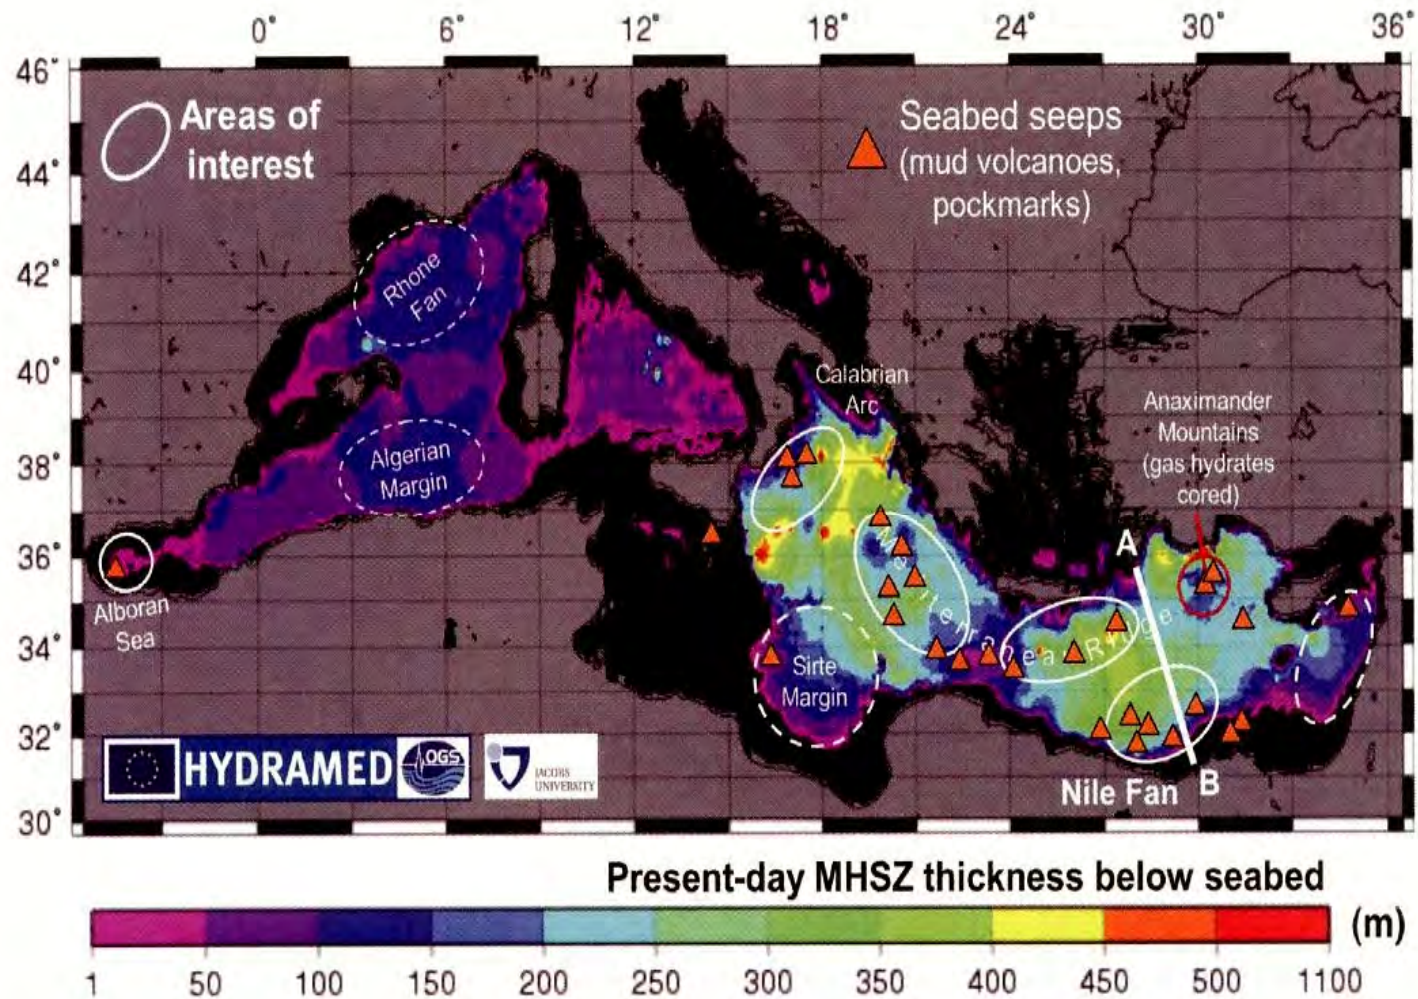 0° 6° 12° 18° 24° 30° 36°
46°
44°
42°
40°
38°
36°
34°
32°
30°
Areas of
interest
Seabed seeps
(mud volcanoes,
pockmarks)
Rhone
Fan
Calabrian
Arc
Anaximander
Mountains
(gas hydrates
cored)
Algerian
Margin
A
Alboran
Sea
Mediterranean Ridge
Sirte
Margin
HYDRAMED
OGS
JACOBS
UNIVERSITY
Nile Fan
B
Present-day MHSZ thickness below seabed
(m)
1 50 100 150 200 250 300 350 400 450 500 1100